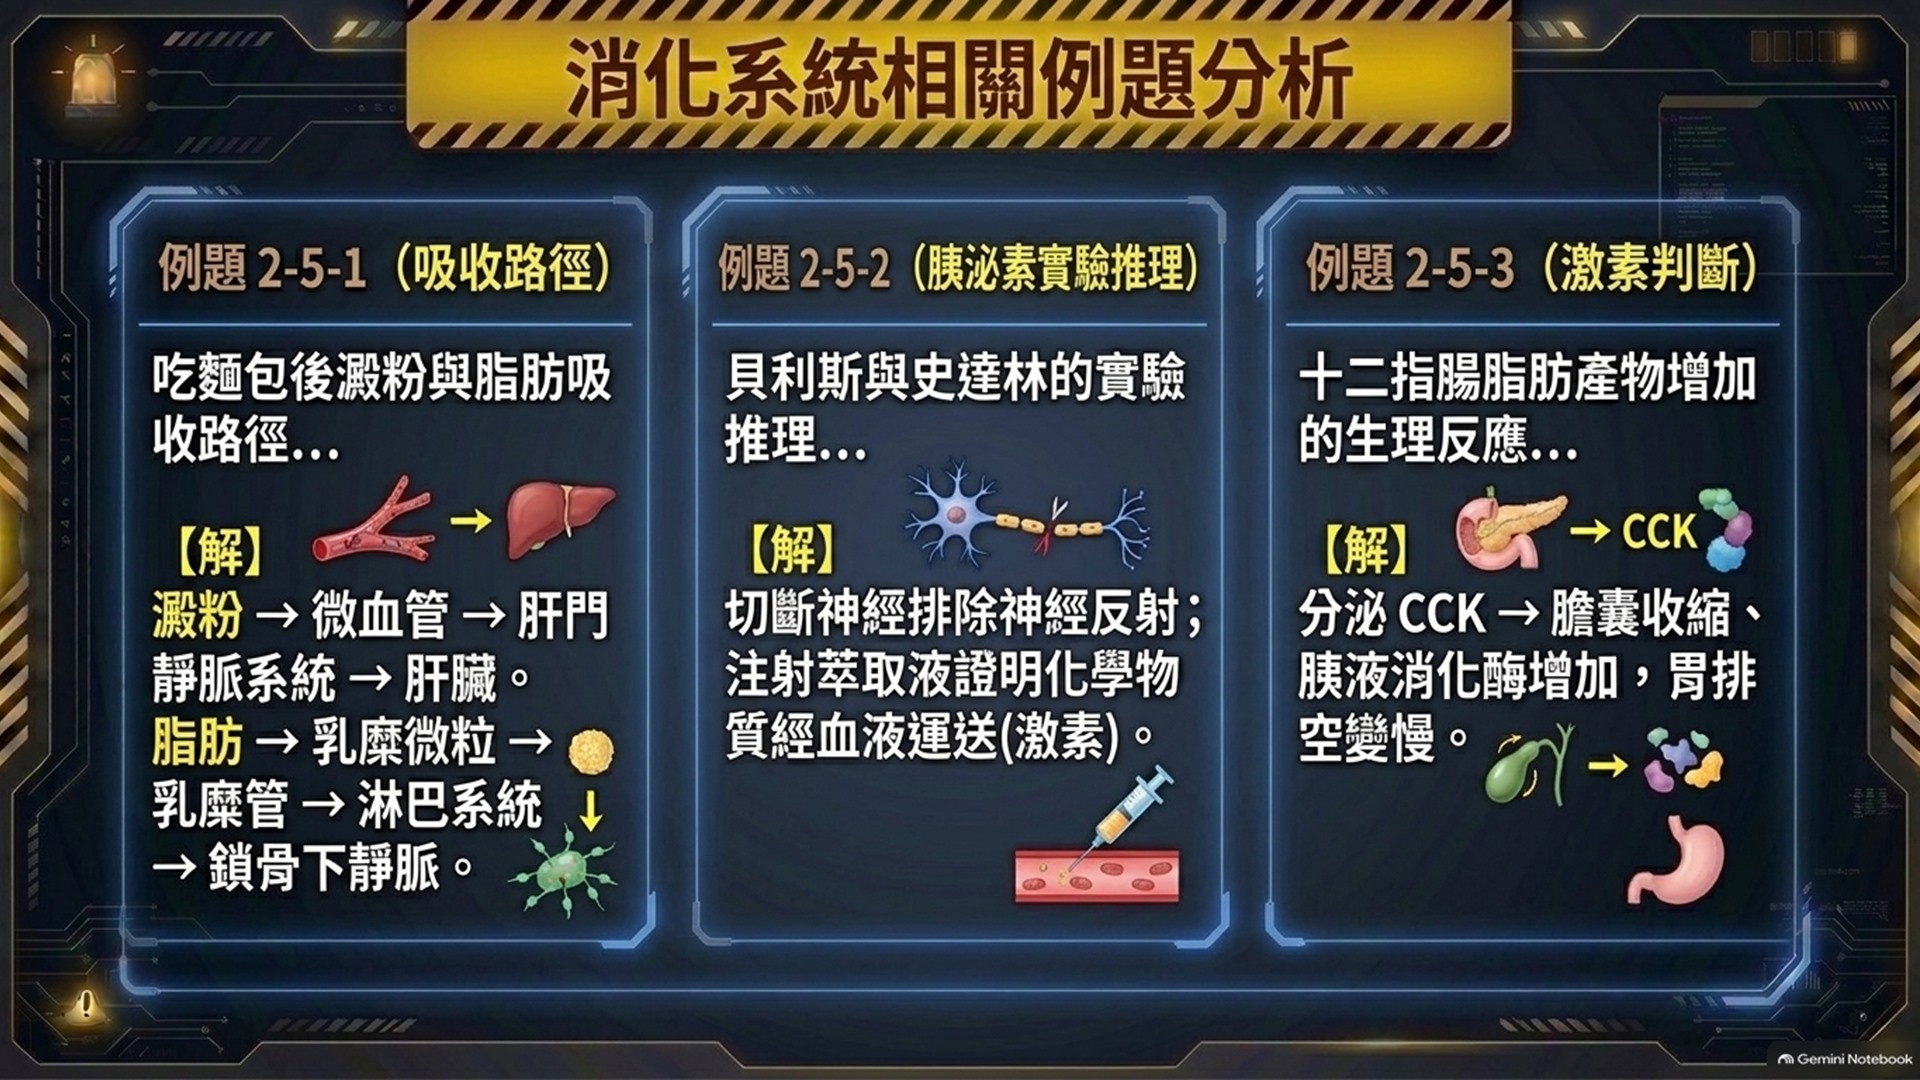 消化系統相關例題分析
例題 2-5-1（吸收路徑）
吃麵包後澱粉與脂肪吸
收路徑...
【解】
澱粉 → 微血管 → 肝門
靜脈系統 → 肝臟。
脂肪 → 乳糜微粒 →
乳糜管 → 淋巴系統
→ 鎖骨下靜脈。
例題 2-5-2（胰泌素實驗推理）
貝利斯與史達林的實驗
推理...
【解】
切斷神經排除神經反射；
注射萃取液證明化學物
質經血液運送(激素)。
例題 2-5-3（激素判斷）
十二指腸脂肪產物增加
的生理反應...
【解】
→ CCK
分泌 CCK → 膽囊收縮、
胰液消化酶增加，胃排
空變慢。
Gemini Notebook